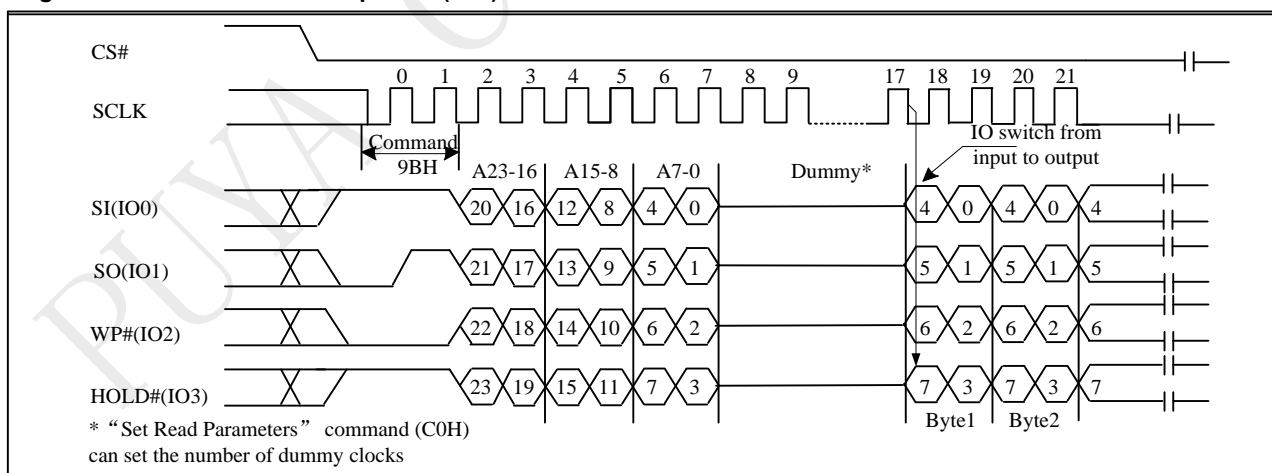 PUYA
CS#
0 1 2 3 4 5 6 7 8 9 17 18 19 20 21
SCLK
Command
9BH
IO switch from
input to output
A23-16 A15-8 A7-0 Dummy*
SI(IO0) 20 16 12 8 4 0 4 0 4 0 4
SO(IO1) 21 17 13 9 5 1 5 1 5 1 5
WP#(IO2) 22 18 14 10 6 2 6 2 6 2 6
HOLD#(IO3) 23 19 15 11 7 3 7 3 7 3 7
Byte1 Byte2
* “Set Read Parameters” command (C0H)
can set the number of dummy clocks